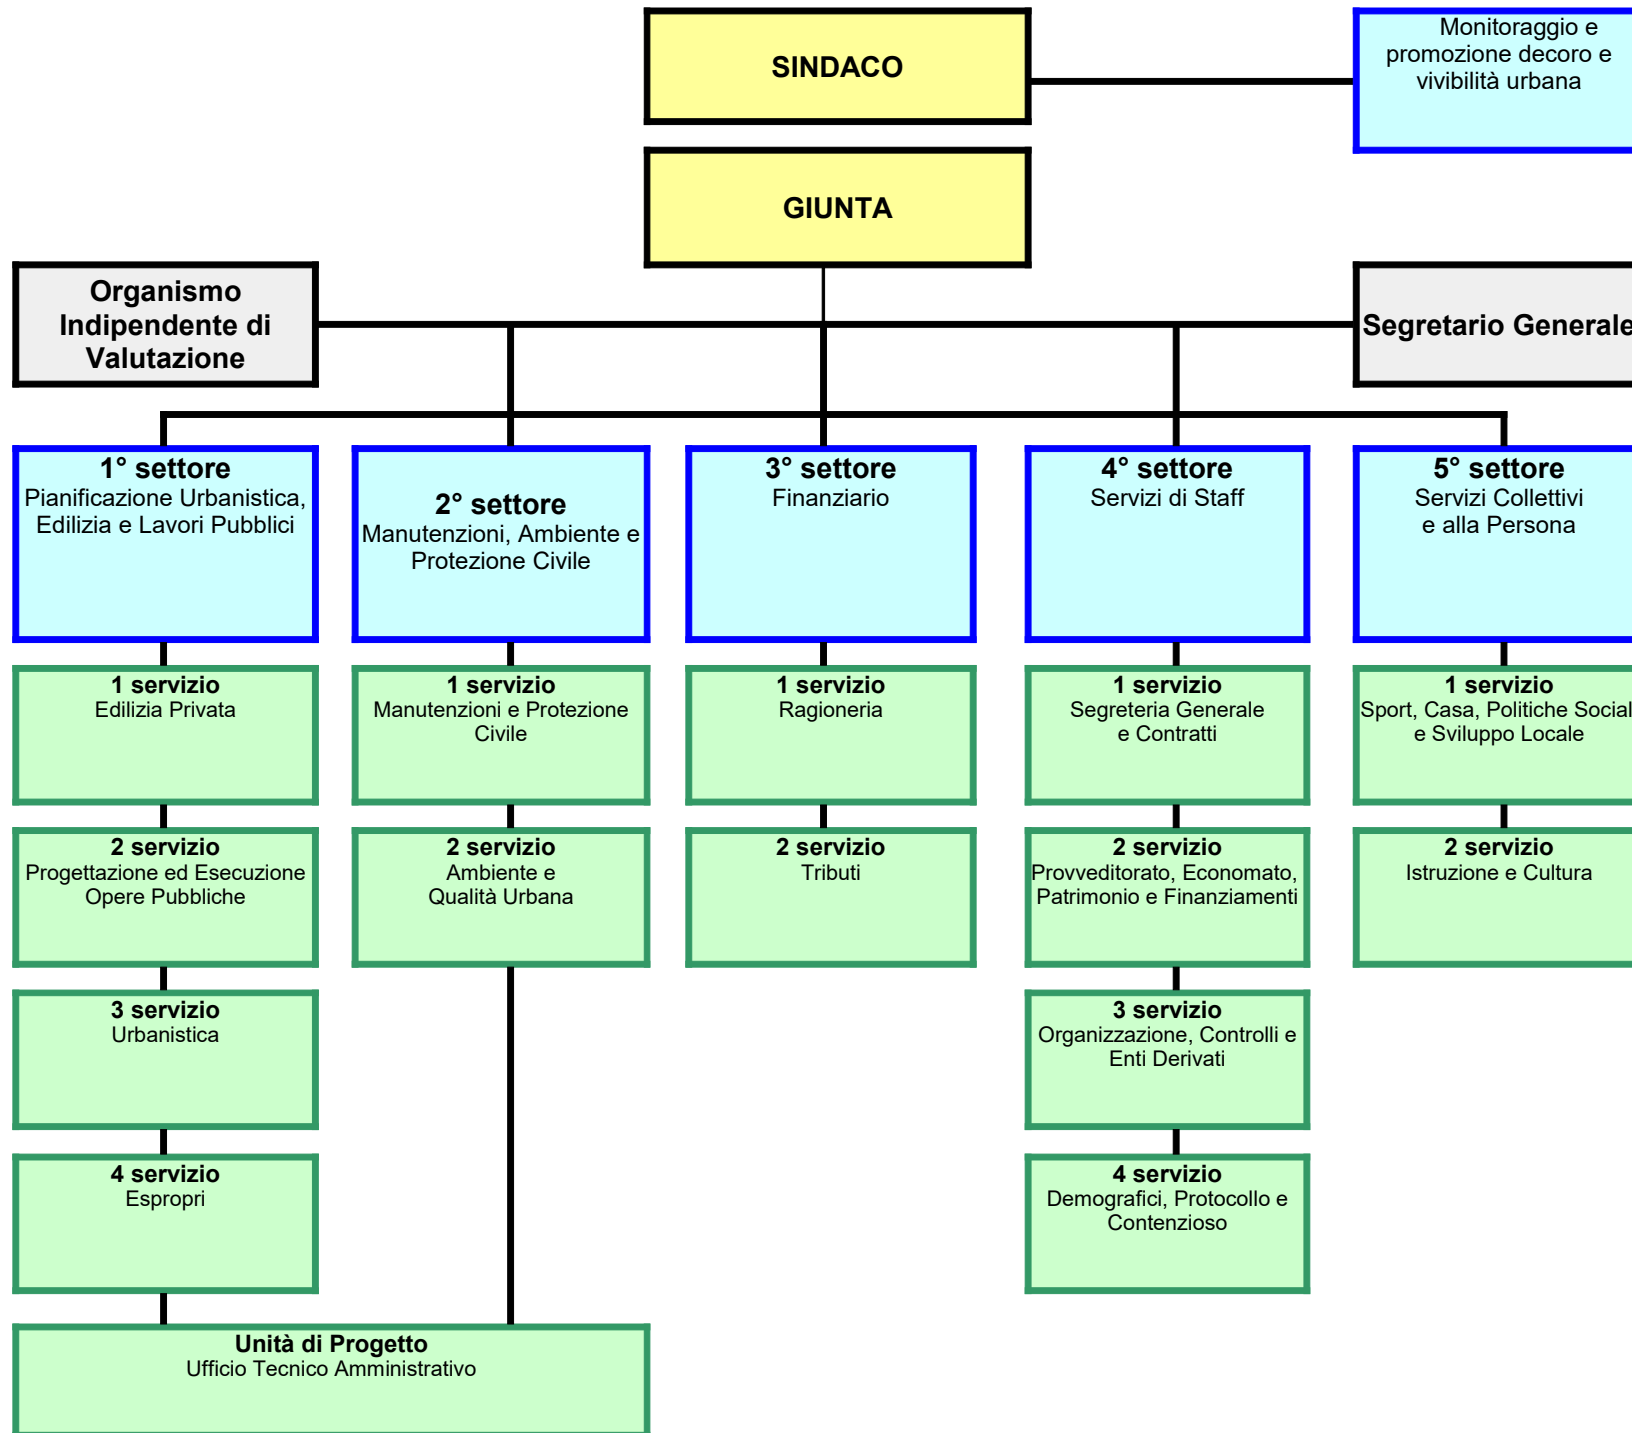 SINDACO
Monitoraggio e
promozione decoro e
vivibilità urbana
GIUNTA
Organismo
Indipendente di
Valutazione
Segretario Generale
1° settore
Pianificazione Urbanistica,
Edilizia e Lavori Pubblici
2° settore
Manutenzioni, Ambiente e
Protezione Civile
3° settore
Finanziario
4° settore
Servizi di Staff
5° settore
Servizi Collettivi
e alla Persona
1 servizio
Edilizia Privata
1 servizio
Manutenzioni e Protezione
Civile
1 servizio
Ragioneria
1 servizio
Segreteria Generale
e Contratti
1 servizio
Sport, Casa, Politiche Social
e Sviluppo Locale
2 servizio
Progettazione ed Esecuzione
Opere Pubbliche
2 servizio
Ambiente e
Qualità Urbana
2 servizio
Tributi
2 servizio
Provveditorato, Economato,
Patrimonio e Finanziamenti
2 servizio
Istruzione e Cultura
3 servizio
Urbanistica
3 servizio
Organizzazione, Controlli e
Enti Derivati
4 servizio
Espropri
4 servizio
Demografici, Protocollo e
Contenzioso
Unità di Progetto
Ufficio Tecnico Amministrativo